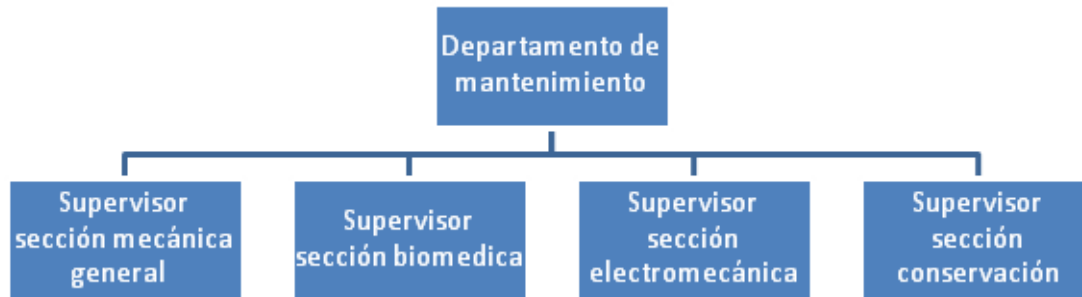 Departamento de
mantenimiento
Supervisor
sección mecánica
general
Supervisor
sección biomedica
Supervisor
sección
electromecánica
Supervisor
sección
conservación